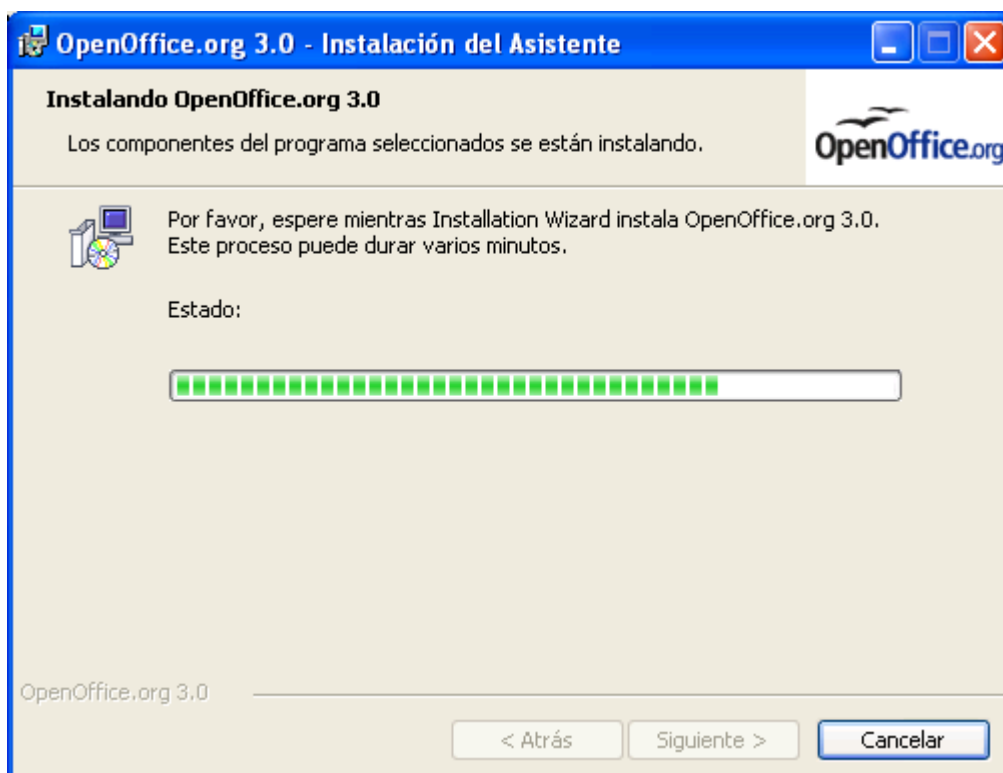 OpenOffice.org 3.0 - Instalación del Asistente
Instalando OpenOffice.org 3.0
Los componentes del programa seleccionados se están instalando.
OpenOffice.org
Por favor, espere mientras Installation Wizard instala OpenOffice.org 3.0.
Este proceso puede durar varios minutos.
Estado:
OpenOffice.org 3.0
< Atrás
Siguiente >
Cancelar